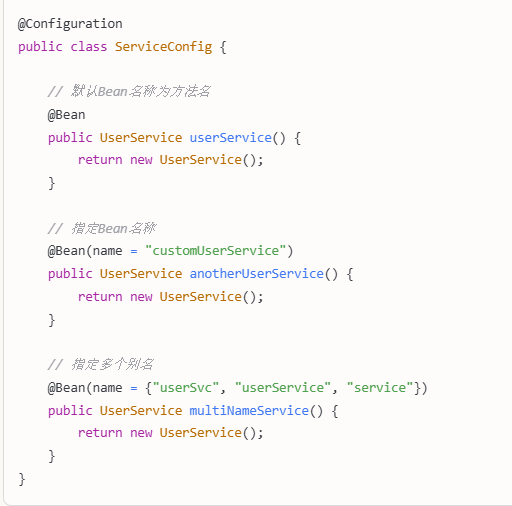 @Configuration
public class ServiceConfig {
    // 默认Bean名称为方法名
    @Bean
    public UserService userService() {
        return new UserService();
    }
    // 指定Bean名称
    @Bean(name = "customUserService")
    public UserService anotherUserService() {
        return new UserService();
    }
    // 指定多个别名
    @Bean(name = {"userSvc", "userService", "service"})
    public UserService multiNameService() {
        return new UserService();
    }
}